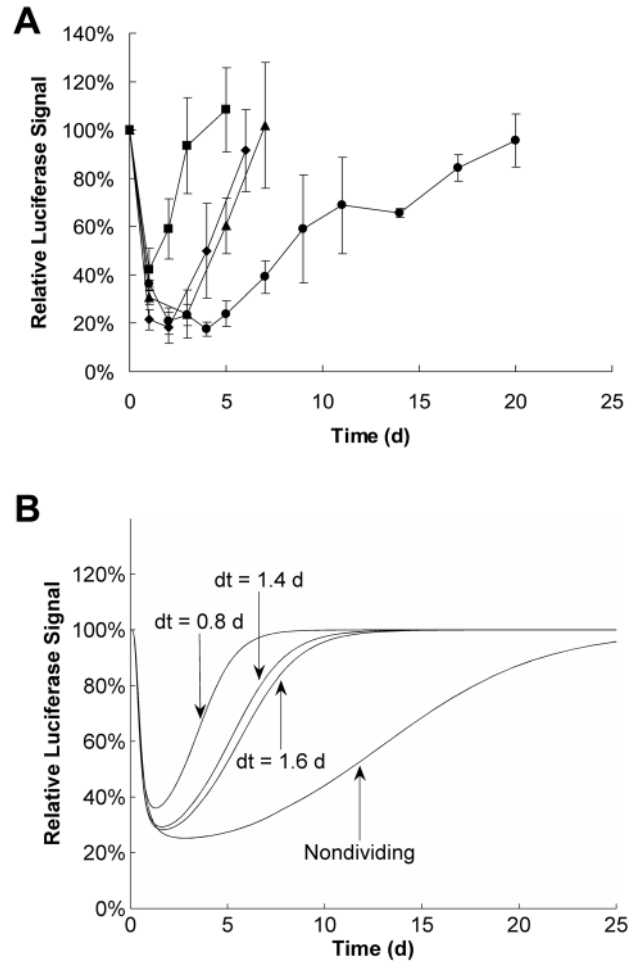 A
Relative Luciferase Signal
140%
120%
100%
80%
60%
40%
20%
0%
0 5 10 15 20 25
Time (d)
B
Relative Luciferase Signal
120%
100%
80%
60%
40%
20%
0%
dt = 1.4 d
dt = 0.8 d
dt = 1.6 d
Nondividing
0 5 10 15 20 25
Time (d)